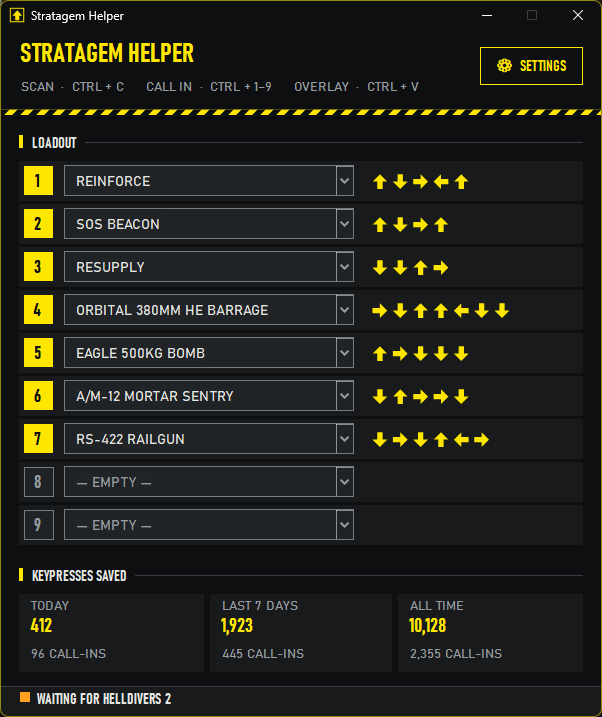 Stratagem Helper
STRATAGEM HELPER
SCAN · CTRL + C CALL IN · CTRL + 1–9 OVERLAY · CTRL + V
SETTINGS
LOADOUT
1 REINFORCE
2 SOS BEACON
3 RESUPPLY
4 ORBITAL 380MM HE BARRAGE
5 EAGLE 500KG BOMB
6 A/M-12 MORTAR SENTRY
7 RS-422 RAILGUN
8 — EMPTY —
9 — EMPTY —
KEYPRESSES SAVED
TODAY LAST 7 DAYS ALL TIME
412 1,923 10,128
96 CALL-INS 445 CALL-INS 2,355 CALL-INS
WAITING FOR HELLDIVERS 2